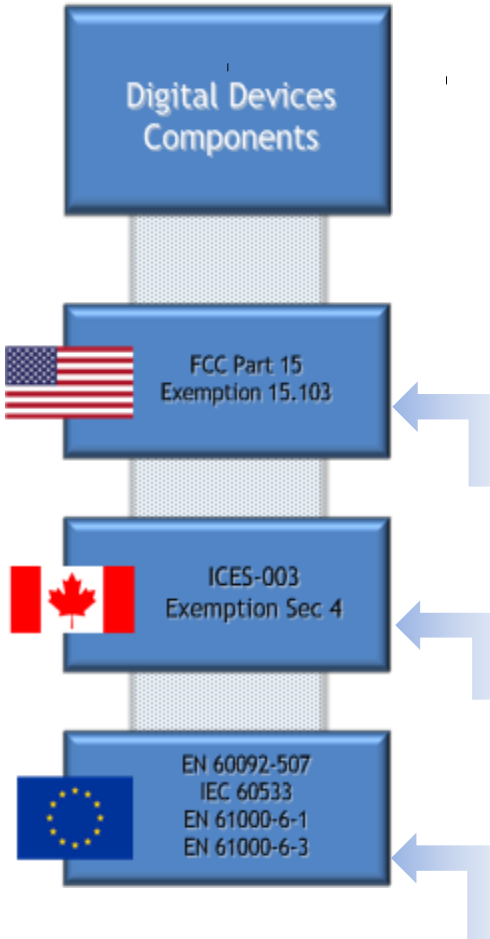 Digital Devices
Components
FCC Part 15
Exemption 15.103
ICES-003
Exemption Sec 4
EN 60092-507
IEC 60533
EN 61000-6-1
EN 61000-6-3